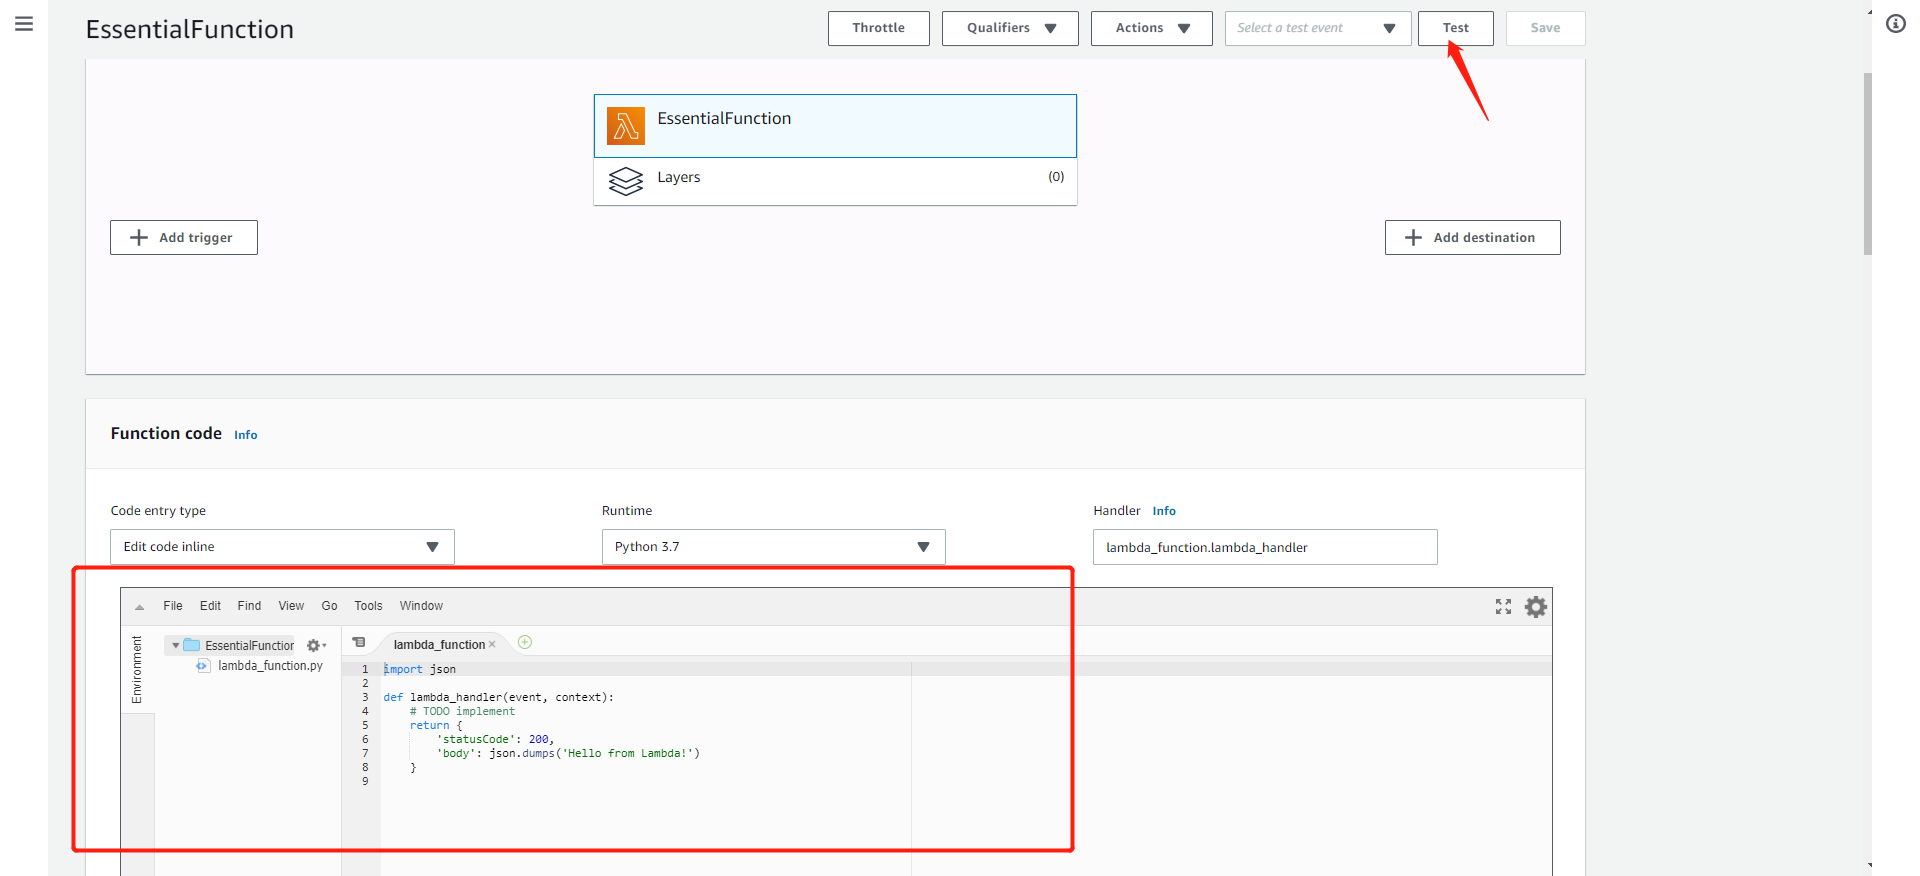 EssentialFunction
Throttle Qualifiers Actions Select a test event Test Save
EssentialFunction
Layers (0)
Add trigger Add destination
Function code Info
Code entry type Runtime Handler Info
Edit code inline Python 3.7 lambda_function.lambda_handler
File Edit Find View Go Tools Window
Environment
EssentialFunction
lambda_function.py
lambda_function
1 import json
2
3 def lambda_handler(event, context):
4 # TODO implement
5 return {
6 'statusCode': 200,
7 'body': json.dumps('Hello from Lambda!')
8 }
9